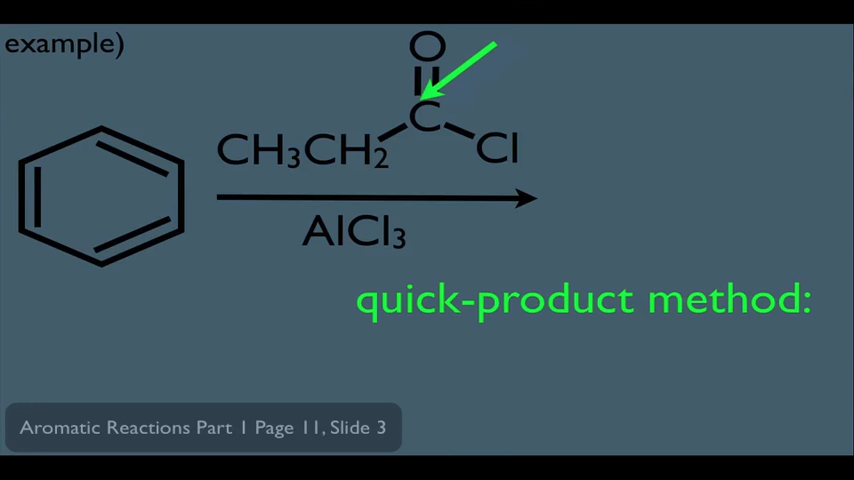 example)
O
C
CH₃CH₂ Cl
AlCl₃
quick-product method:
Aromatic Reactions Part 1 Page 11, Slide 3